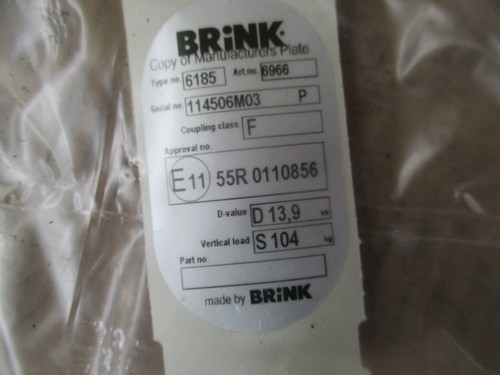 BRiNK
Copy of Manufacturers Plate
Type no. 6185 Art.no. 6966
Serial no. 114506M03 P
Coupling class F
Approval no.
E11 55R 0110856
D-value D 13,9 kN
Vertical load S 104 kg
Part no.
made by BRiNK